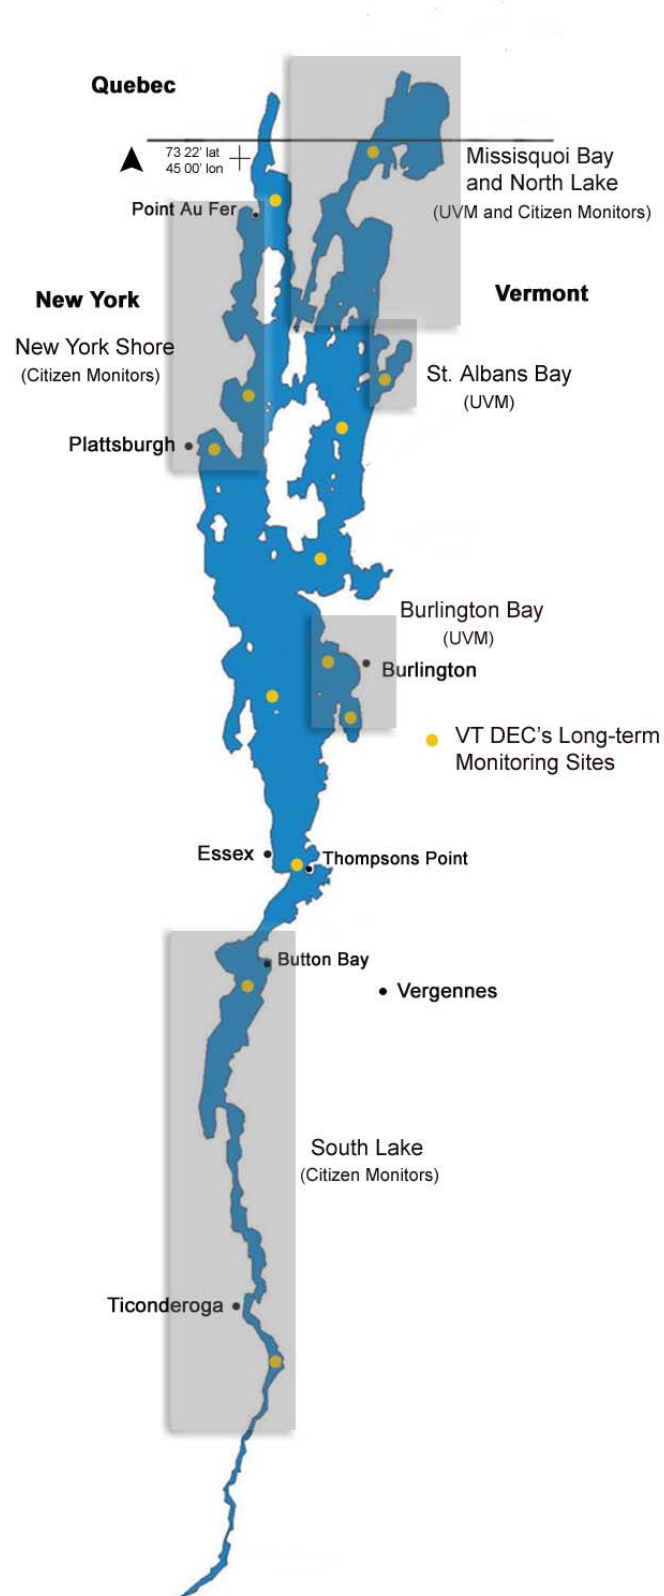 Quebec
73 22' lat
45 00' lon
Missisquoi Bay
and North Lake
(UVM and Citizen Monitors)
Point Au Fer
New York
Vermont
New York Shore
(Citizen Monitors)
St. Albans Bay
(UVM)
Plattsburgh
Burlington Bay
(UVM)
Burlington
VT DEC's Long-term
Monitoring Sites
Essex
Thompsons Point
Button Bay
Vergennes
South Lake
(Citizen Monitors)
Ticonderoga